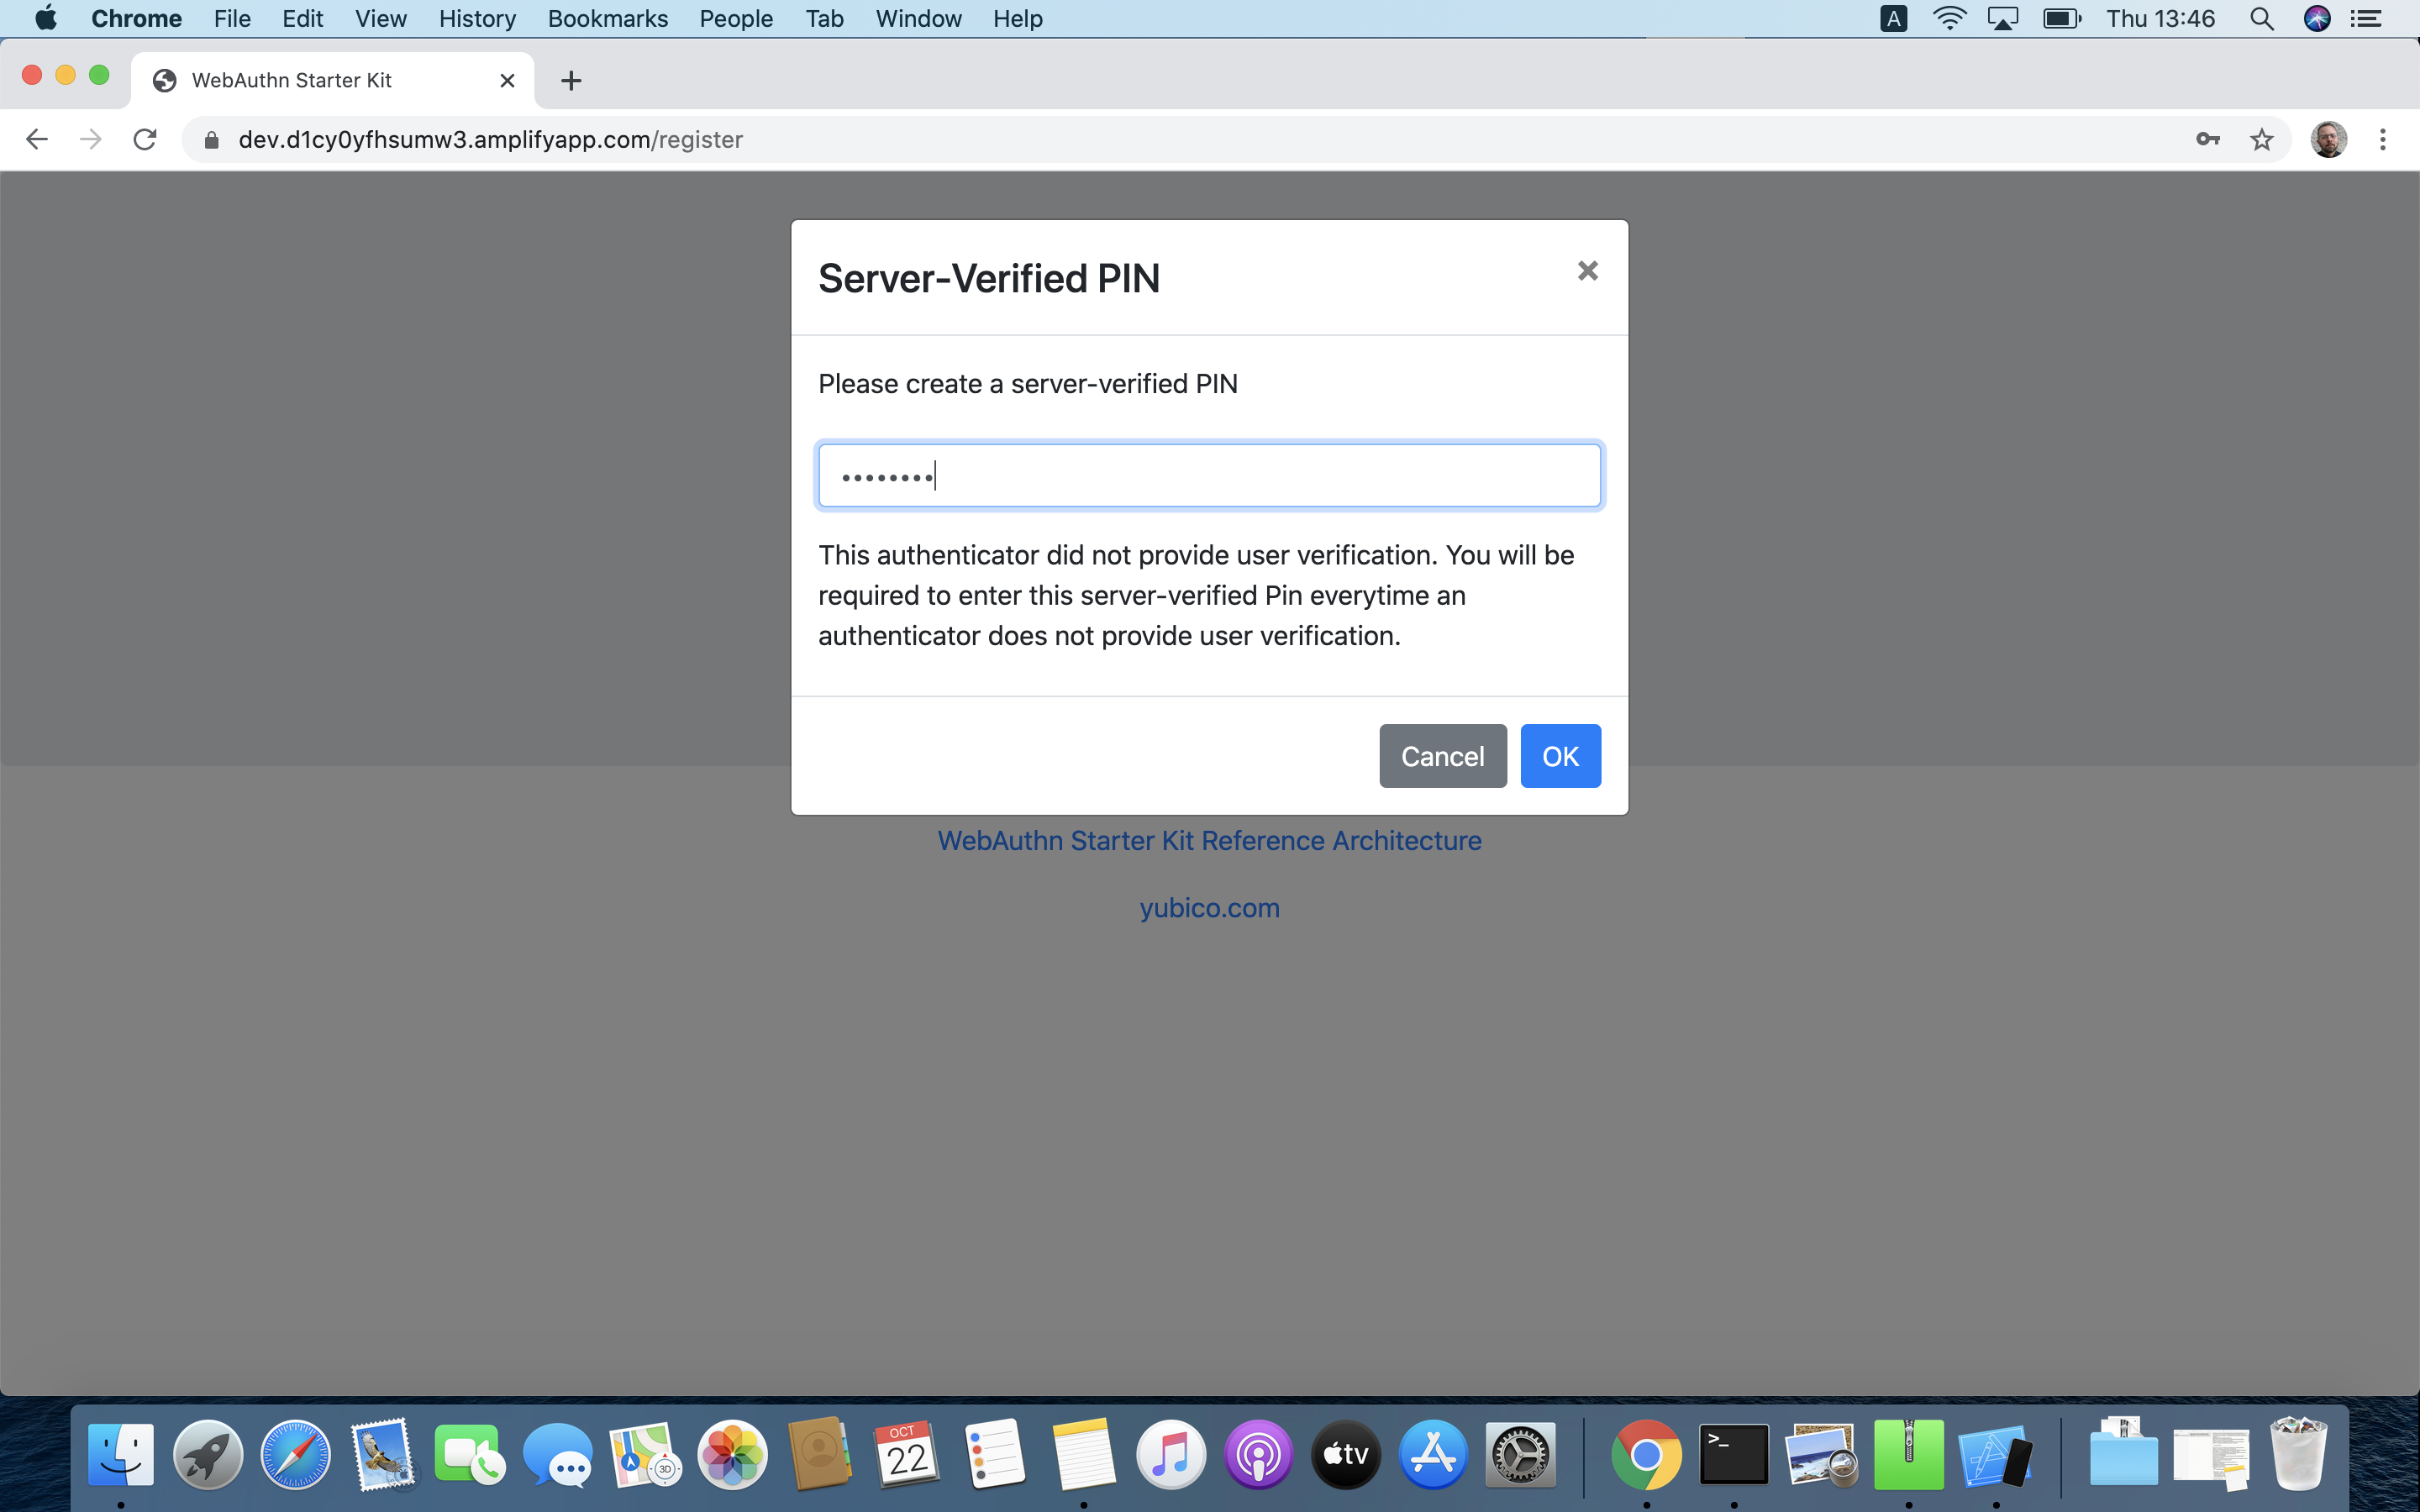 Chrome File Edit View History Bookmarks People Tab Window Help A Thu 13:46
WebAuthn Starter Kit
dev.d1cy0yfhsumw3.amplifyapp.com/register
Server-Verified PIN
Please create a server-verified PIN
This authenticator did not provide user verification. You will be
required to enter this server-verified Pin everytime an
authenticator does not provide user verification.
Cancel OK
WebAuthn Starter Kit Reference Architecture
yubico.com
3D
OCT
22
tv
>_